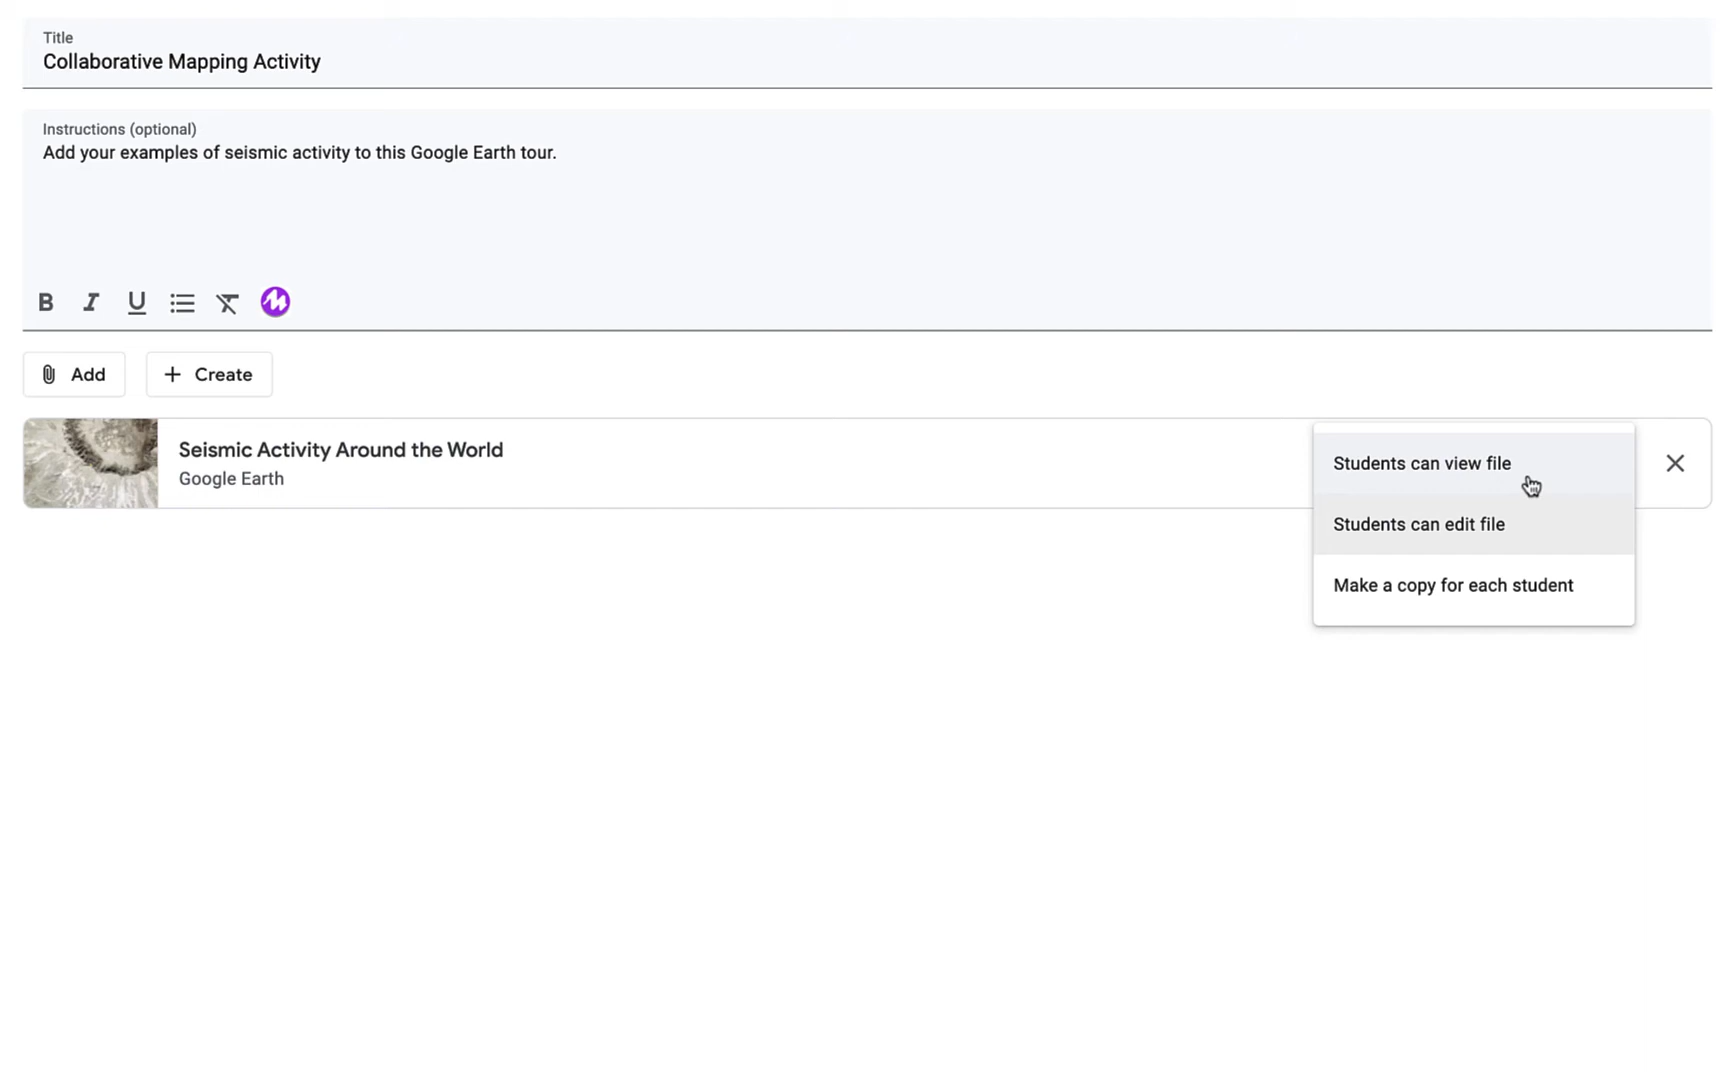 Title
Collaborative Mapping Activity
Instructions (optional)
Add your examples of seismic activity to this Google Earth tour.
B I U
Add
+ Create
Seismic Activity Around the World
Google Earth
Students can view file
Students can edit file
Make a copy for each student